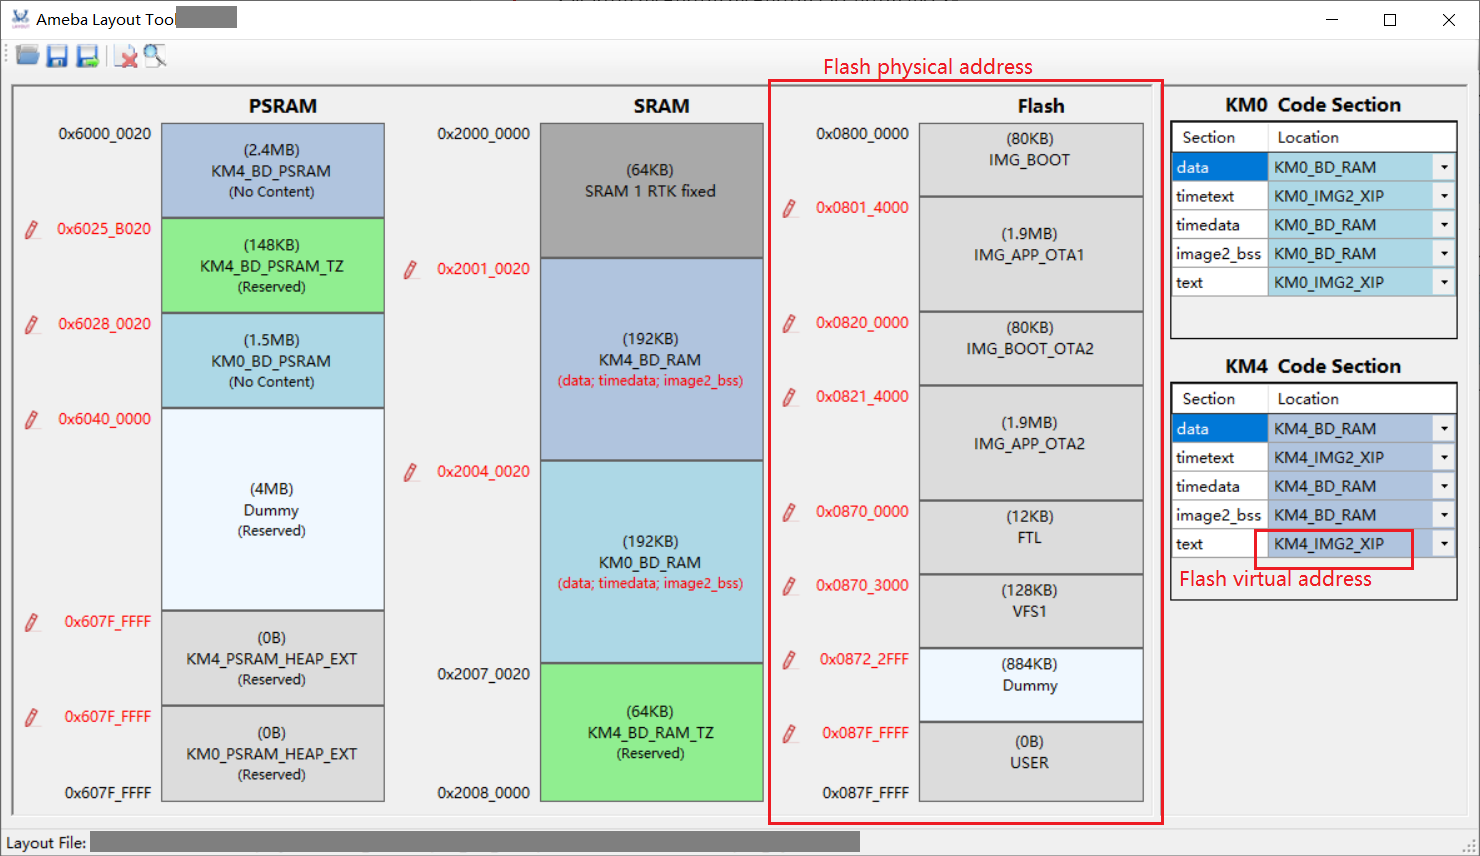 Ameba Layout Tool
Flash physical address
PSRAM
0x6000_0020
(2.4MB)
KM4_BD_PSRAM
(No Content)
0x6025_B020
(148KB)
KM4_BD_PSRAM_TZ
(Reserved)
0x6028_0020
(1.5MB)
KM0_BD_PSRAM
(No Content)
0x6040_0000
(4MB)
Dummy
(Reserved)
0x607F_FFFF
(0B)
KM4_PSRAM_HEAP_EXT
(Reserved)
0x607F_FFFF
(0B)
KM0_PSRAM_HEAP_EXT
(Reserved)
0x607F_FFFF
SRAM
0x2000_0000
(64KB)
SRAM 1 RTK fixed
0x2001_0020
(192KB)
KM4_BD_RAM
(data; timedata; image2_bss)
0x2004_0020
(192KB)
KM0_BD_RAM
(data; timedata; image2_bss)
0x2007_0020
(64KB)
KM4_BD_RAM_TZ
(Reserved)
0x2008_0000
Flash
0x0800_0000
(80KB)
IMG_BOOT
0x0801_4000
(1.9MB)
IMG_APP_OTA1
0x0820_0000
(80KB)
IMG_BOOT_OTA2
0x0821_4000
(1.9MB)
IMG_APP_OTA2
0x0870_0000
(12KB)
FTL
0x0870_3000
(128KB)
VFS1
0x0872_2FFF
(884KB)
Dummy
0x087F_FFFF
(0B)
USER
0x087F_FFFF
KM0 Code Section
Section Location
data KM0_BD_RAM
timetext KM0_IMG2_XIP
timedata KM0_BD_RAM
image2_bss KM0_BD_RAM
text KM0_IMG2_XIP
KM4 Code Section
Section Location
data KM4_BD_RAM
timetext KM4_IMG2_XIP
timedata KM4_BD_RAM
image2_bss KM4_BD_RAM
text KM4_IMG2_XIP
Flash virtual address
Layout File: